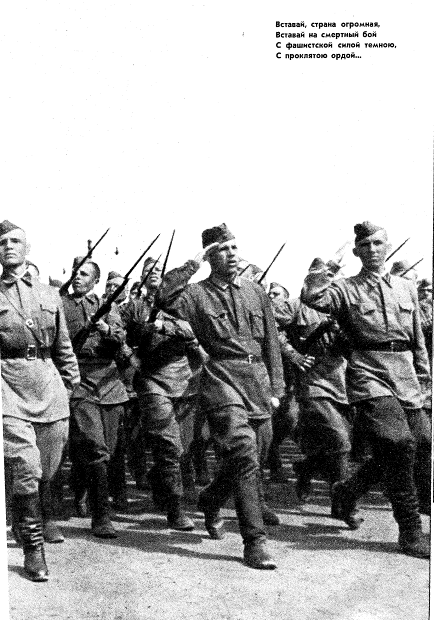 Вставай, страна огромная,
Вставай на смертный бой
С фашистской силой темною,
С проклятою ордой...